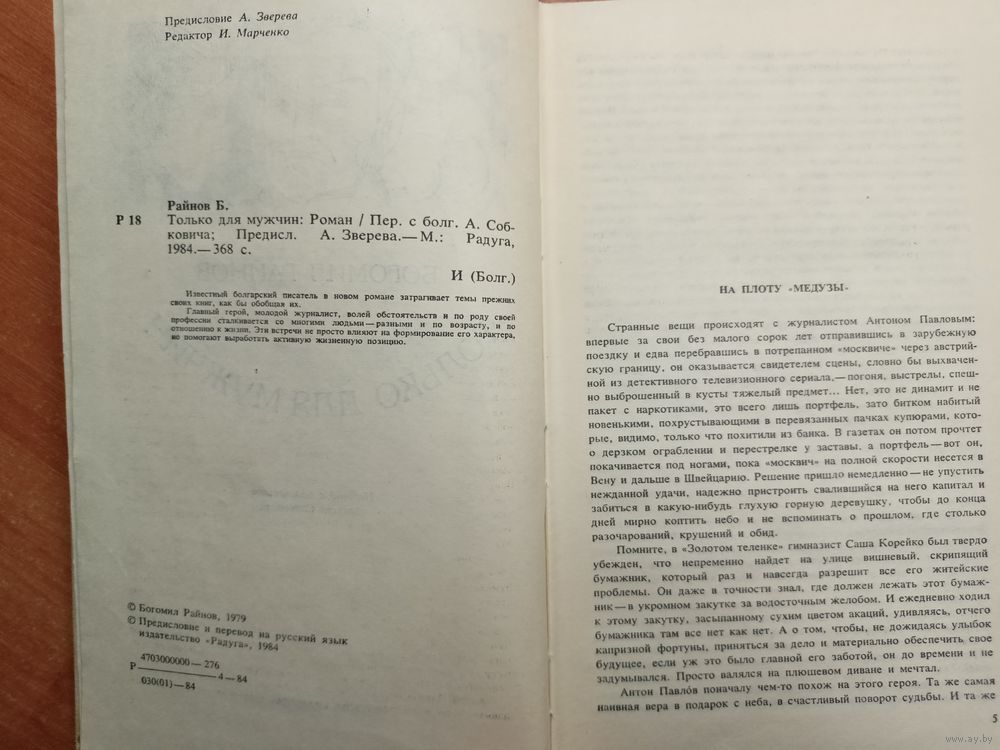 Предисловие А. Зверева
Редактор И. Марченко
Райнов Б.
Р 18 Только для мужчин: Роман / Пер. с болг. А. Соб-
ковича; Предисл. А. Зверева.— М.: Радуга,
1984.— 368 с.
И (Болг.)
Известный болгарский писатель в новом романе затрагивает темы прежних
своих книг, как бы обобщая их.
Главный герой, молодой журналист, волей обстоятельств и по роду своей
профессии сталкивается со многими людьми — разными и по возрасту, и по
отношению к жизни. Эти встречи не просто влияют на формирование его характера,
но помогают выработать активную жизненную позицию.
© Богомил Райнов, 1979
© Предисловие и перевод на русский язык
издательство «Радуга», 1984
Р 4703000000—276
4—84
030(01)—84
НА ПЛОТУ «МЕДУЗЫ»
Странные вещи происходят с журналистом Антоном Павловым:
впервые за свои без малого сорок лет отправившись в зарубежную
поездку и едва перебравшись в потрепанном «москвиче» через австрий-
скую границу, он оказывается свидетелем сцены, словно бы выхвачен-
ной из детективного телевизионного сериала,— погоня, выстрелы, спеш-
но выброшенный в кусты тяжелый предмет... Нет, это не динамит и не
пакет с наркотиками, это всего лишь портфель, зато битком набитый
новенькими, похрустывающими в перевязанных пачках купюрами, кото-
рые, видимо, только что похитили из банка. В газетах он потом прочтет
о дерзком ограблении и перестрелке у заставы, а портфель — вот он,
покачивается под ногами, пока «москвич» на полной скорости несется в
Вену и дальше в Швейцарию. Решение пришло немедленно — не упустить
нежданной удачи, надежно пристроить свалившийся на него капитал и
забиться в какую-нибудь глухую горную деревушку, чтобы до конца
дней мирно коптить небо и не вспоминать о прошлом, где столько
разочарований, крушений и обид.
Помните, в «Золотом теленке» гимназист Саша Корейко был твердо
убежден, что непременно найдет на улице вишневый, скрипящий
бумажник, который раз и навсегда разрешит все его житейские
проблемы. Он даже в точности знал, где должен лежать этот бумаж-
ник — в укромном закутке за водосточным желобом. И ежедневно ходил
к этому закутку, засыпанному сухим цветом акаций, удивляясь, отчего
бумажника там все нет как нет. А о том, чтобы, не дожидаясь улыбок
капризной фортуны, приняться за дело и материально обеспечить свое
будущее, если уж это было главной его заботой, он до времени и не
задумывался. Просто валялся на плюшевом диване и мечтал.
Антон Павлов поначалу чем-то похож на этого героя. Та же самая
наивная вера в подарок с неба, в счастливый поворот судьбы. И та же
5
www.ay.by